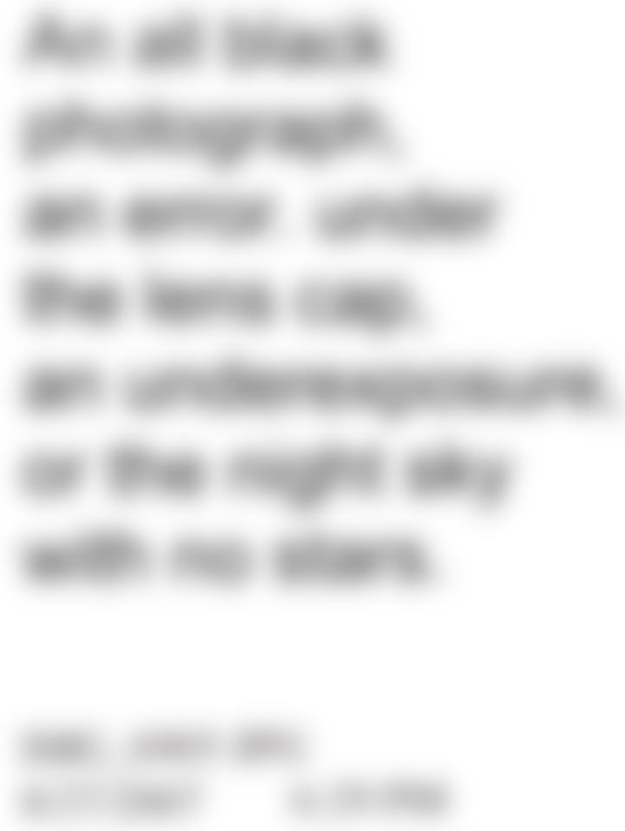 An all black
photograph,
an error. under
the lens cap,
an underexposure,
or the night sky
with no stars.